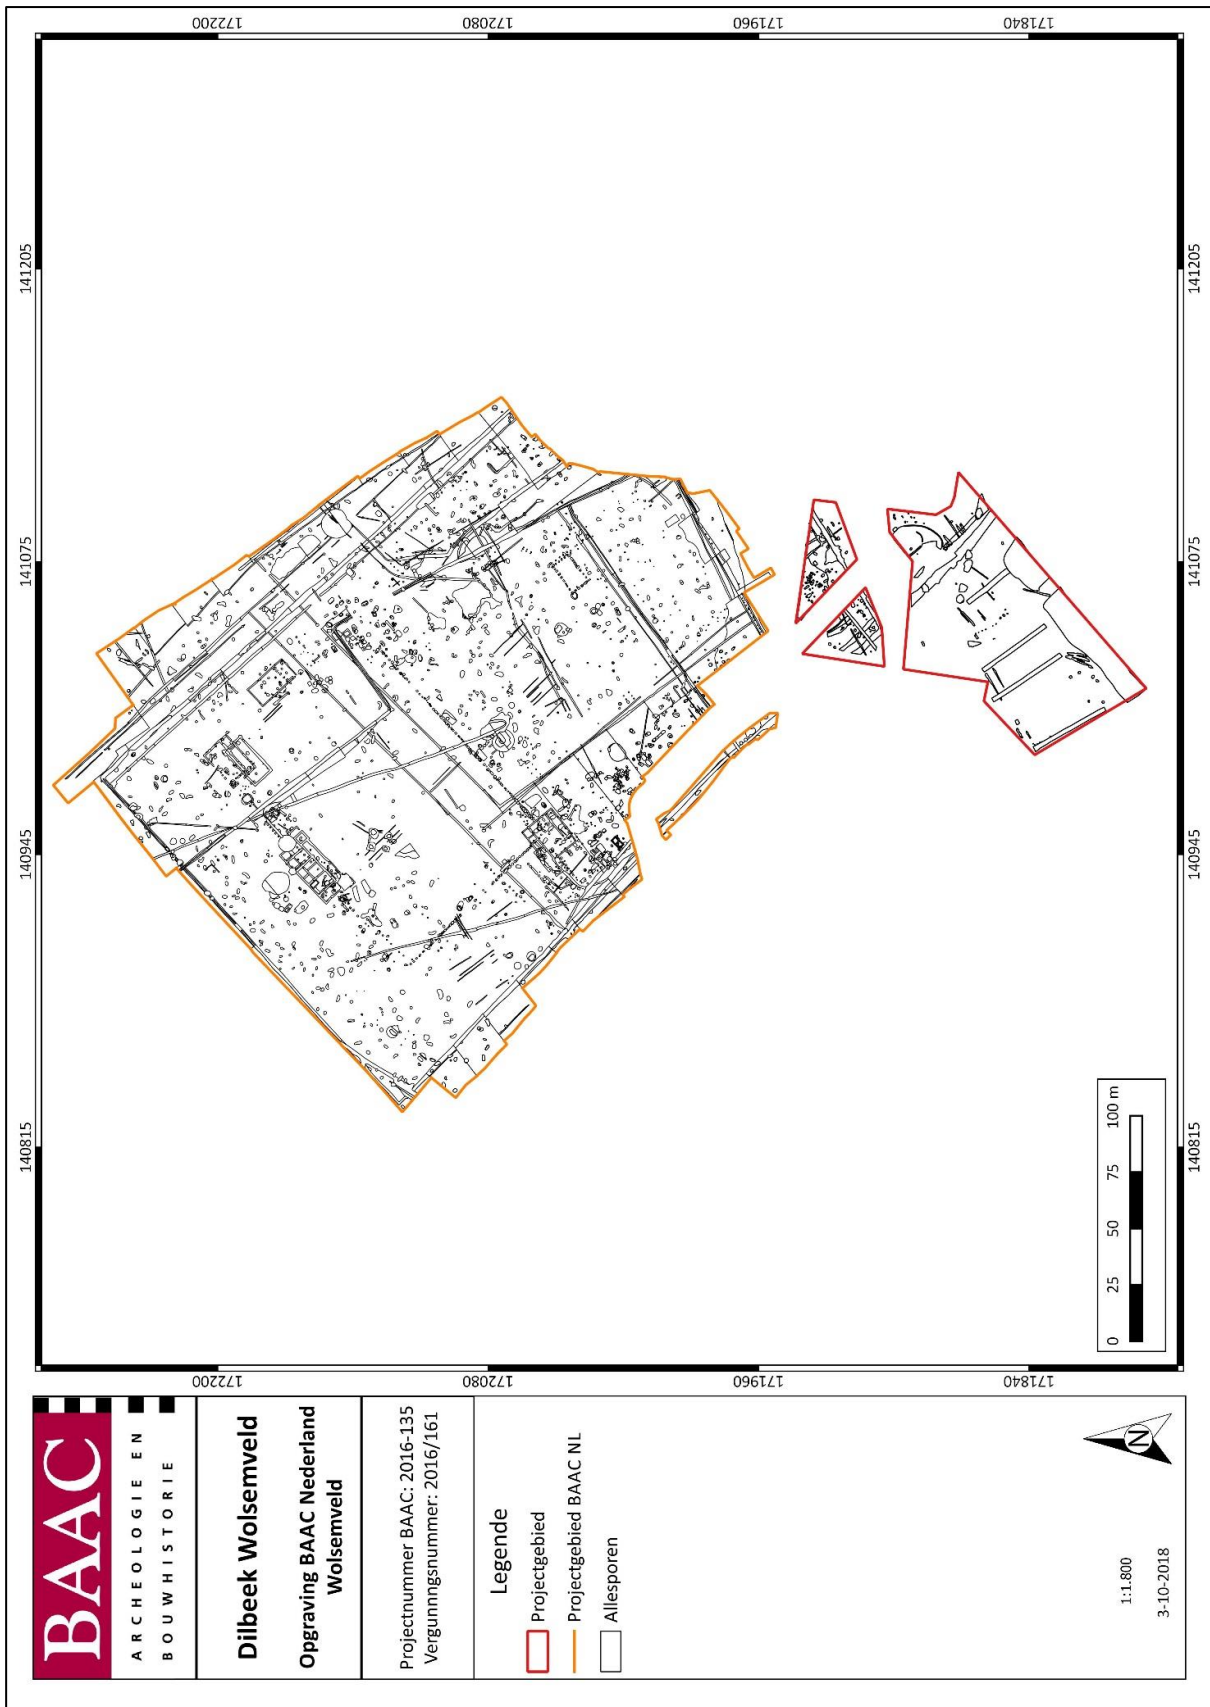 BAAC
ARCHEOLOGIE EN
BOUWHISTORIE
Dilbeek Wolsemveld
Opgraving BAAC Nederland
Wolsemveld
Projectnummer BAAC: 2016-135
Vergunningsnummer: 2016/161
Legende
Projectgebied
Projectgebied BAAC NL
Allesporen
1:1.800
3-10-2018
N
140815
140945
141075
141205
172200
172080
171960
171840
172200
172080
171960
171840
140815
140945
141075
141205
0
25
50
75
100 m